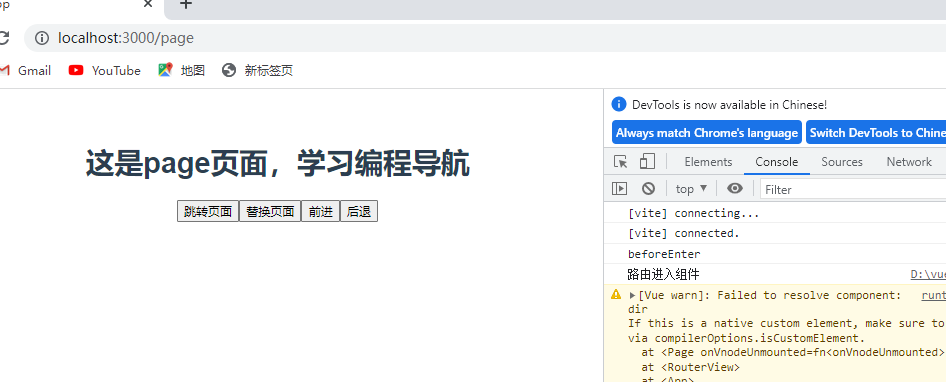 localhost:3000/page
Gmail YouTube 地图 新标签页
这是page页面，学习编程导航
跳转页面 替换页面 前进 后退
DevTools is now available in Chinese!
Always match Chrome's language Switch DevTools to Chine
Elements Console Sources Network
top Filter
[vite] connecting...
[vite] connected.
beforeEnter
路由进入组件 D:\vue
[Vue warn]: Failed to resolve component: runt
dir
If this is a native custom element, make sure to
via compilerOptions.isCustomElement.
at <Page onVnodeUnmounted=fn<onVnodeUnmounted>
at <RouterView>
at <App>